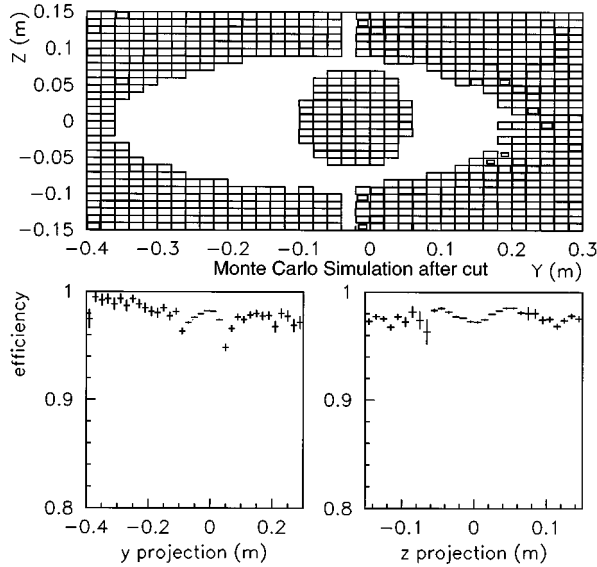 Z (m)
0.15
0.10
0.05
0
−0.05
−0.1
−0.15
−0.4 −0.3 −0.2 −0.1 0 0.1 0.2 0.3
Monte Carlo Simulation after cut
Y (m)
efficiency
1
0.9
0.8
−0.4 −0.2 0 0.2
y projection (m)
1
0.9
0.8
−0.1 0 0.1
z projection (m)